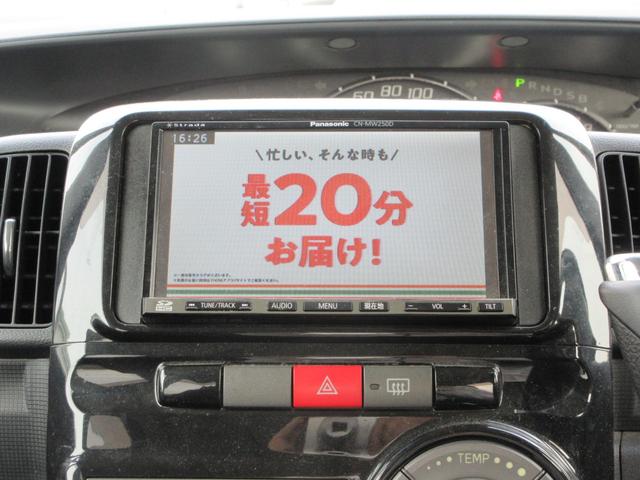 60 80 100
P R N D S B
Strada
Panasonic CN-MW250D
16:26
\ 忙しい、そんな時も /
最短20分
お届け!
TUNE/TRACK AUDIO MENU 現在地 - VOL + TILT
TEMP